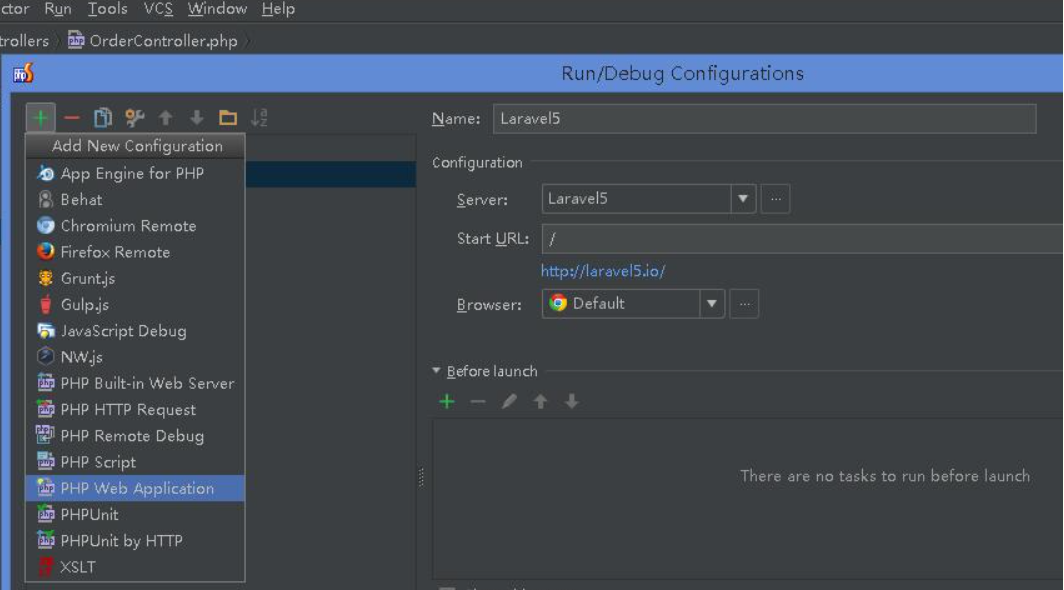 ctor Run Tools VCS Window Help
trollers OrderController.php
Run/Debug Configurations
Add New Configuration
App Engine for PHP
Behat
Chromium Remote
Firefox Remote
Grunt.js
Gulp.js
JavaScript Debug
NW.js
PHP Built-in Web Server
PHP HTTP Request
PHP Remote Debug
PHP Script
PHP Web Application
PHPUnit
PHPUnit by HTTP
XSLT
Name: Laravel5
Configuration
Server: Laravel5 ...
Start URL: /
http://laravel5.io/
Browser: Default ...
Before launch
There are no tasks to run before launch